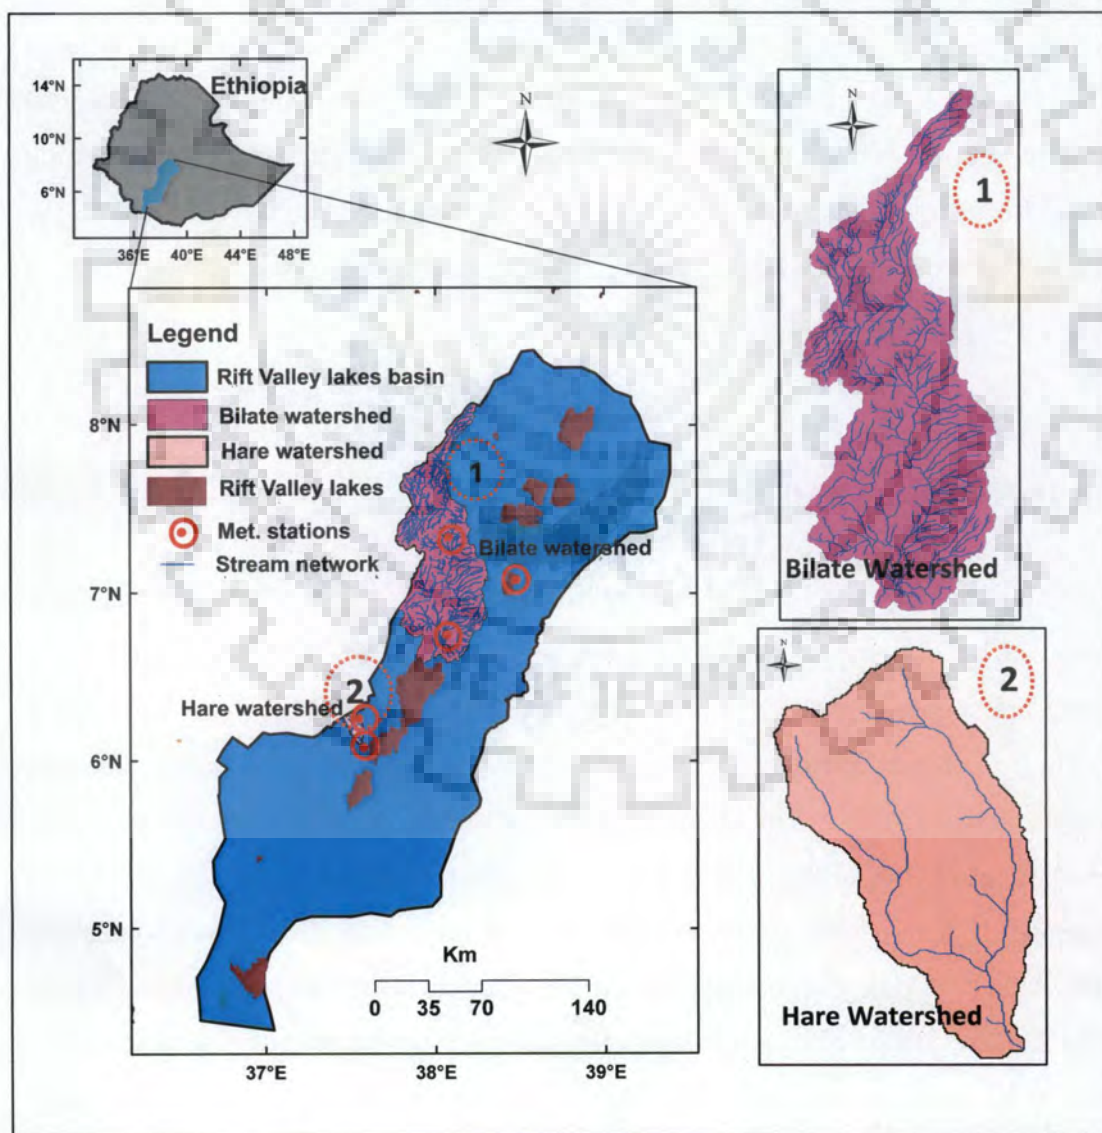 Ethiopia
14°N
10°N
6°N
36°E
40°E
44°E
48°E
N
N
1
Bilate Watershed
Legend
Rift Valley lakes basin
Bilate watershed
Hare watershed
Rift Valley lakes
Met. stations
Stream network
8°N
7°N
6°N
5°N
1
Bilate watershed
2
Hare watershed
Km
0 35 70 140
37°E
38°E
39°E
N
2
Hare Watershed
OF TECHNOLOGY